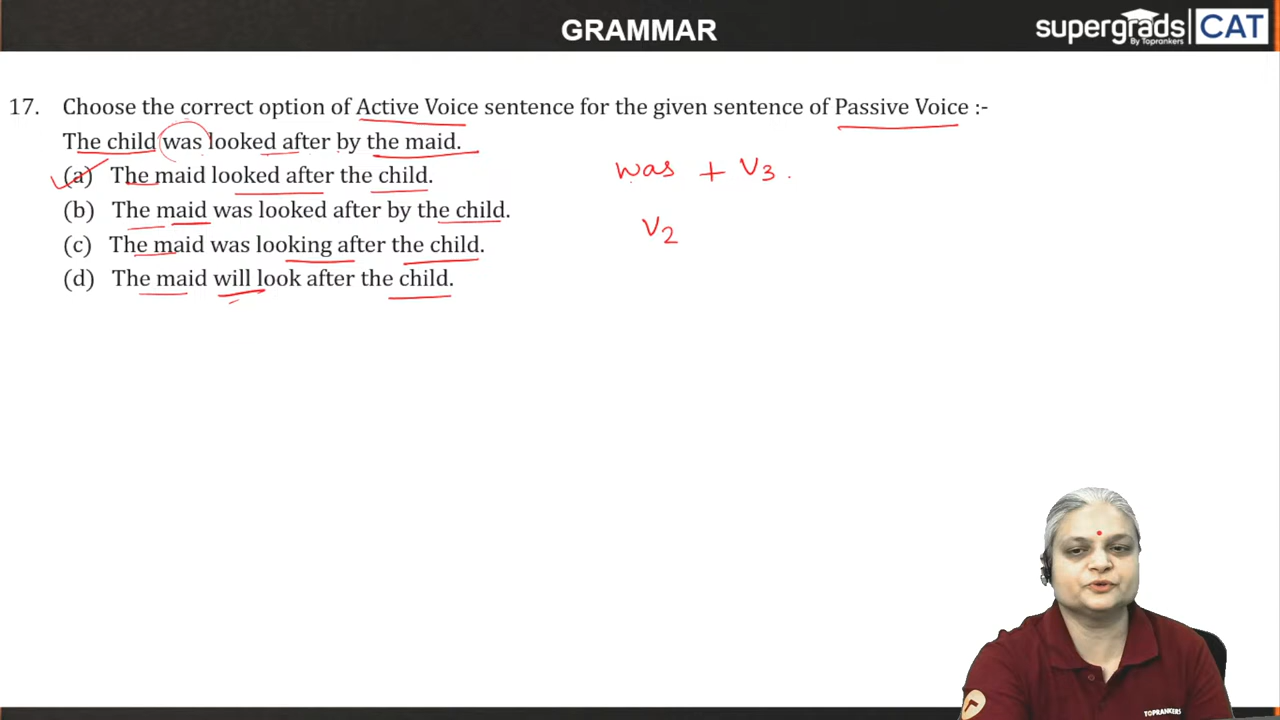 GRAMMAR
supergrads CAT
By Toprankers
17. Choose the correct option of Active Voice sentence for the given sentence of Passive Voice :-
The child was looked after by the maid.
(a) The maid looked after the child.
(b) The maid was looked after by the child.
(c) The maid was looking after the child.
(d) The maid will look after the child.
was + V3.
V2
TOPRANKERS